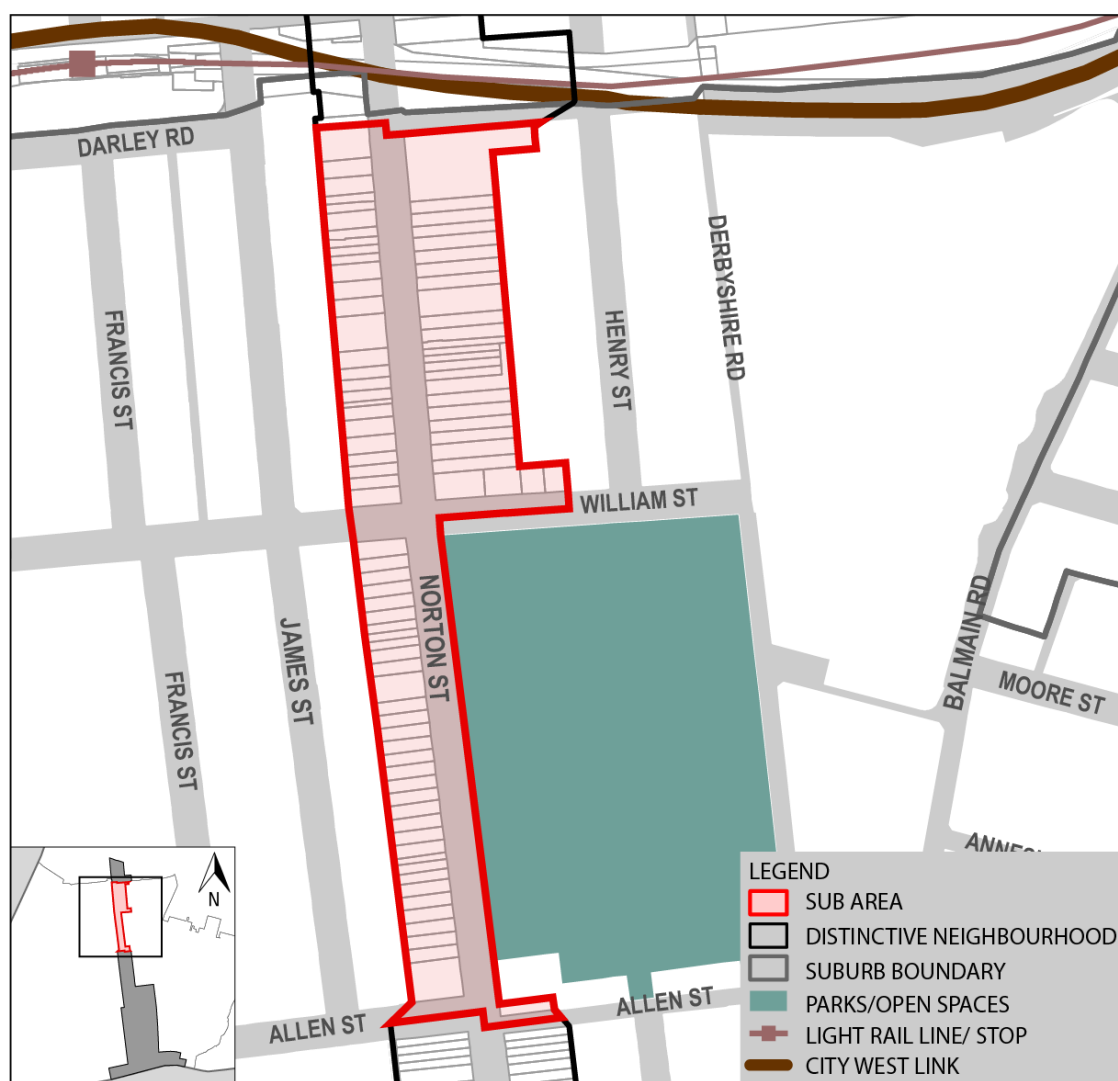 DARLEY RD
FRANCIS ST
HENRY ST
DERBYSHIRE RD
WILLIAM ST
NORTON ST
JAMES ST
FRANCIS ST
BALMAIN RD
MOORE ST
ALLEN ST
ALLEN ST
N
LEGEND
SUB AREA
DISTINCTIVE NEIGHBOURHOOD
SUBURB BOUNDARY
PARKS/OPEN SPACES
LIGHT RAIL LINE/ STOP
CITY WEST LINK